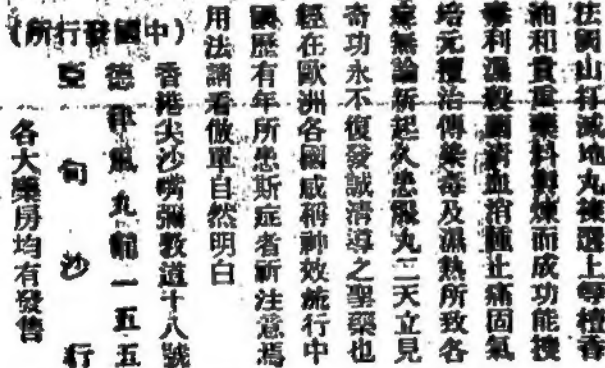 法國山打滅地丸揀選上等檀香
油和貴重藥料製煉而成功能拔
毒利濕殺菌清血消腫止痛固氣
培元擅治傳染毒及濕熱所致各
症無論新起久患服丸三天立見
奇功永不復發誠清導之聖藥也
經在歐洲各國咸稱神效流行中
國歷有年所患斯症者祈注意焉
用法請看仿單自然明白
(中國發行所)
香港尖沙嘴彌敦道十八號
德律風九龍一五五
亞旬沙行
各大藥房均有發售